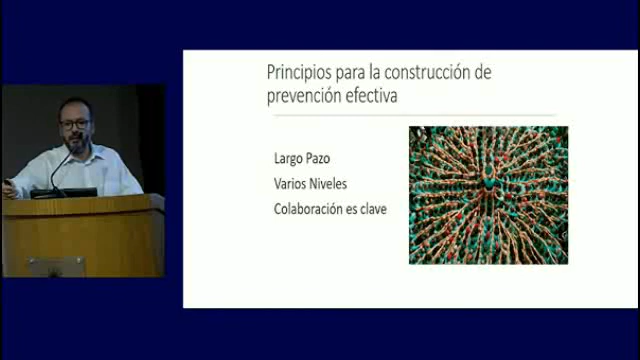 Principios para la construcción de
prevención efectiva
Largo Pazo
Varios Niveles
Colaboración es clave